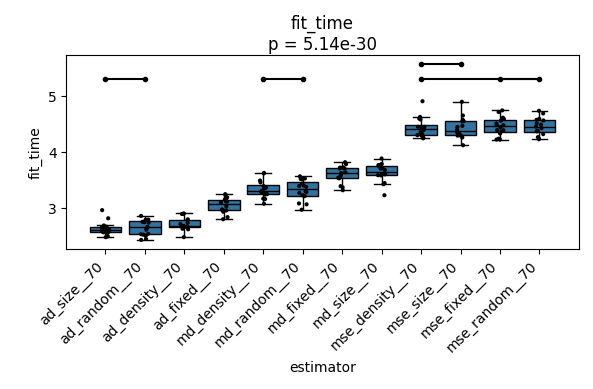 fit_time
p = 5.14e-30
fit_time
5
4
3
ad_size__70
ad_random__70
ad_density__70
ad_fixed__70
md_density__70
md_random__70
md_fixed__70
md_size__70
mse_density__70
mse_size__70
mse_fixed__70
mse_random__70
estimator